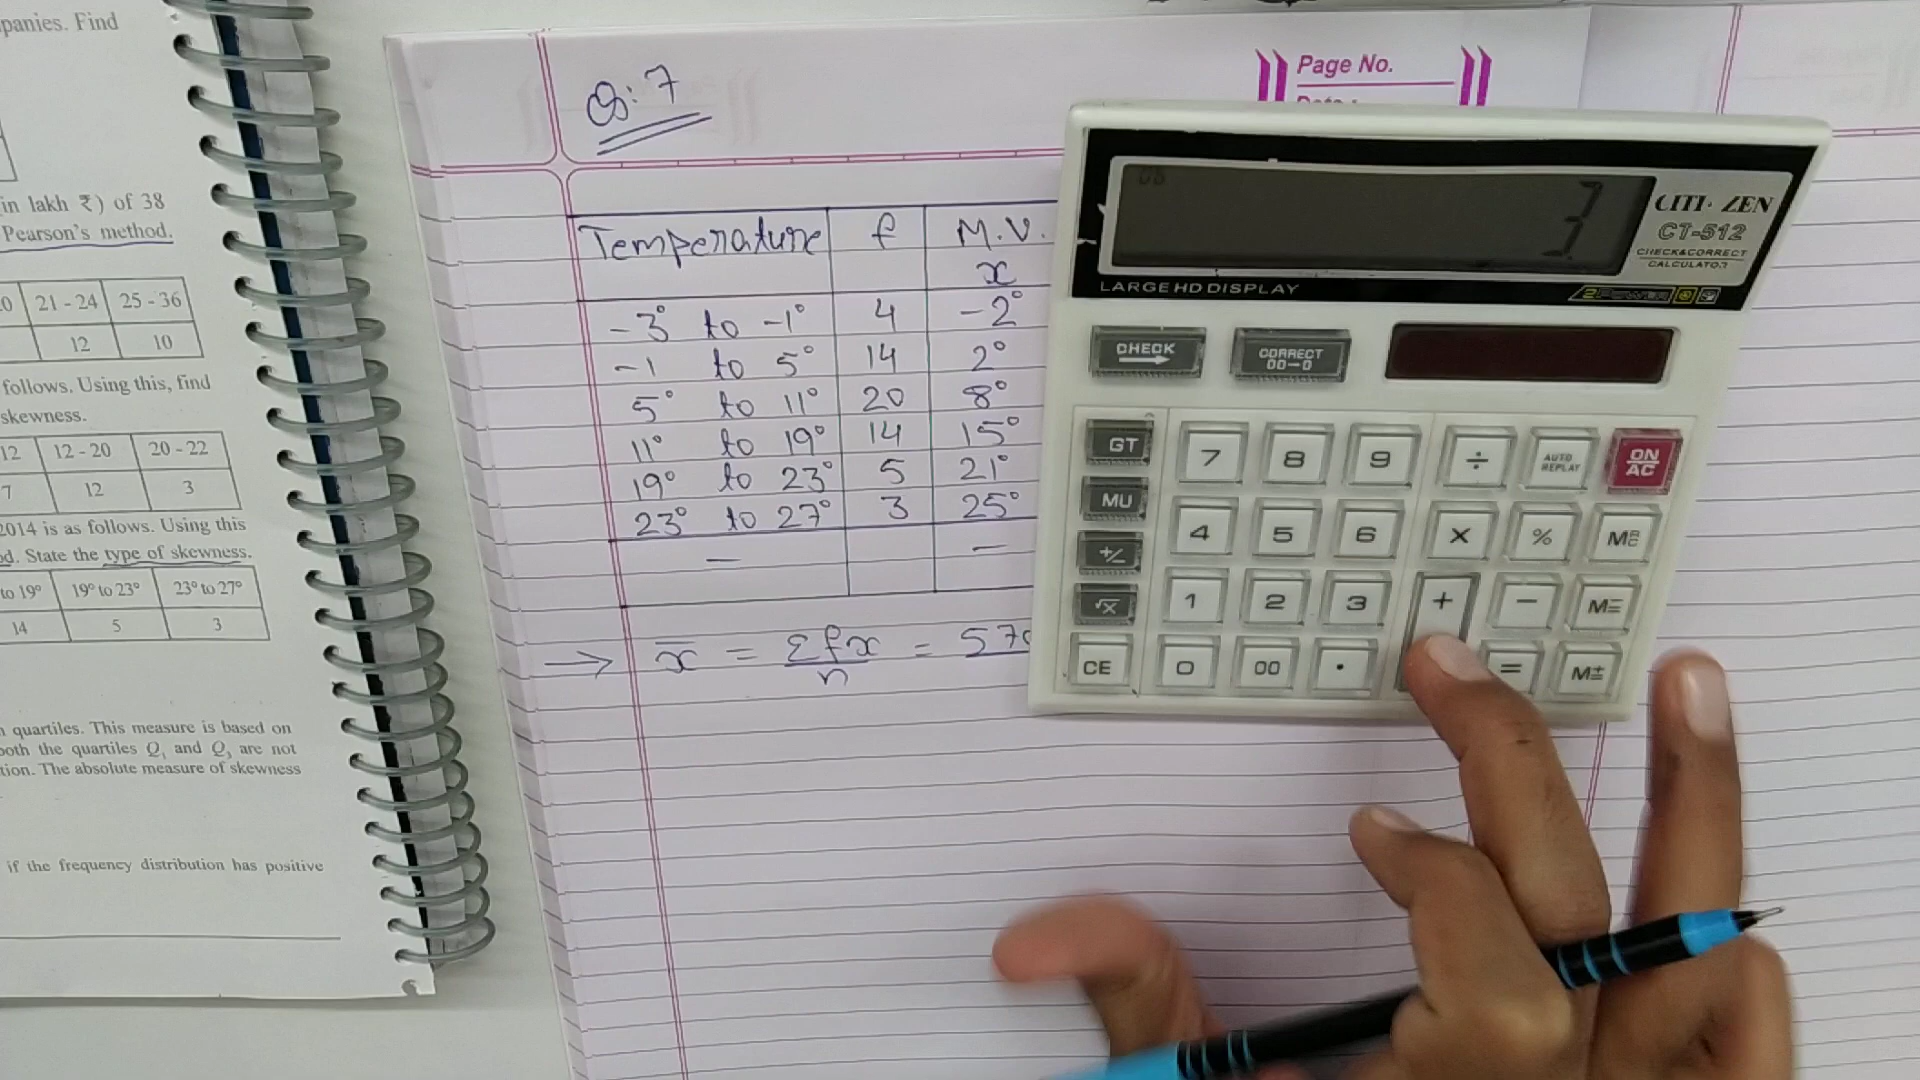 panies. Find
in lakh ₹) of 38
Pearson's method.
0 21 - 24 25 - 36
12 10
follows. Using this, find
skewness.
12 12 - 20 20 - 22
7 12 3
2014 is as follows. Using this
d. State the type of skewness.
to 19° 19° to 23° 23° to 27°
14 5 3
quartiles. This measure is based on
both the quartiles Q₁ and Q₃ are not
tion. The absolute measure of skewness
if the frequency distribution has positive
Page No.
Q: 7
Temperature f M.V.
x
-3° to -1° 4 -2°
-1 to 5° 14 2°
5° to 11° 20 8°
11° to 19° 14 15°
19° to 23° 5 21°
23° to 27° 3 25°
— —
→ x̄ = Σfx / n = 57
CITIZEN
CT-512
CHECK&CORRECT
CALCULATOR
LARGE HD DISPLAY
2POWER
CHECK → CORRECT 00→0
GT 7 8 9 ÷ AUTO REPLAY ON AC
MU 4 5 6 X %
+/- 1 2 3 + −
√x
CE 0 00 • =